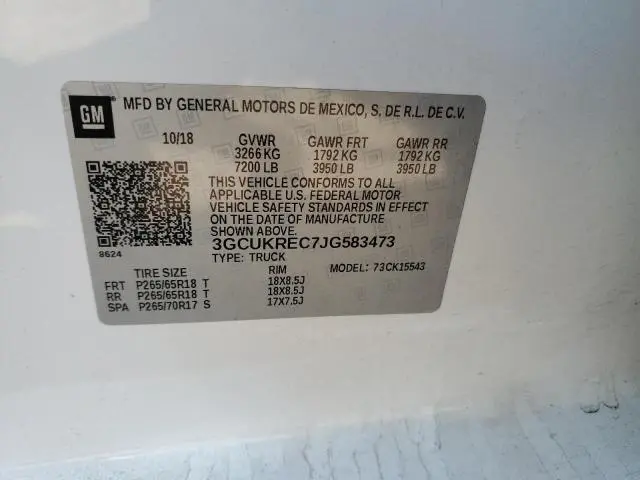 GM
MFD BY GENERAL MOTORS DE MEXICO, S, DE R.L. DE C.V.
10/18 GVWR GAWR FRT GAWR RR
3266 KG 1792 KG 1792 KG
7200 LB 3950 LB 3950 LB
THIS VEHICLE CONFORMS TO ALL
APPLICABLE U.S. FEDERAL MOTOR
VEHICLE SAFETY STANDARDS IN EFFECT
ON THE DATE OF MANUFACTURE
SHOWN ABOVE.
3GCUKREC7JG583473
8624
TYPE: TRUCK
TIRE SIZE RIM MODEL: 73CK15543
FRT P265/65R18 T 18X8.5J
RR P265/65R18 T 18X8.5J
SPA P265/70R17 S 17X7.5J